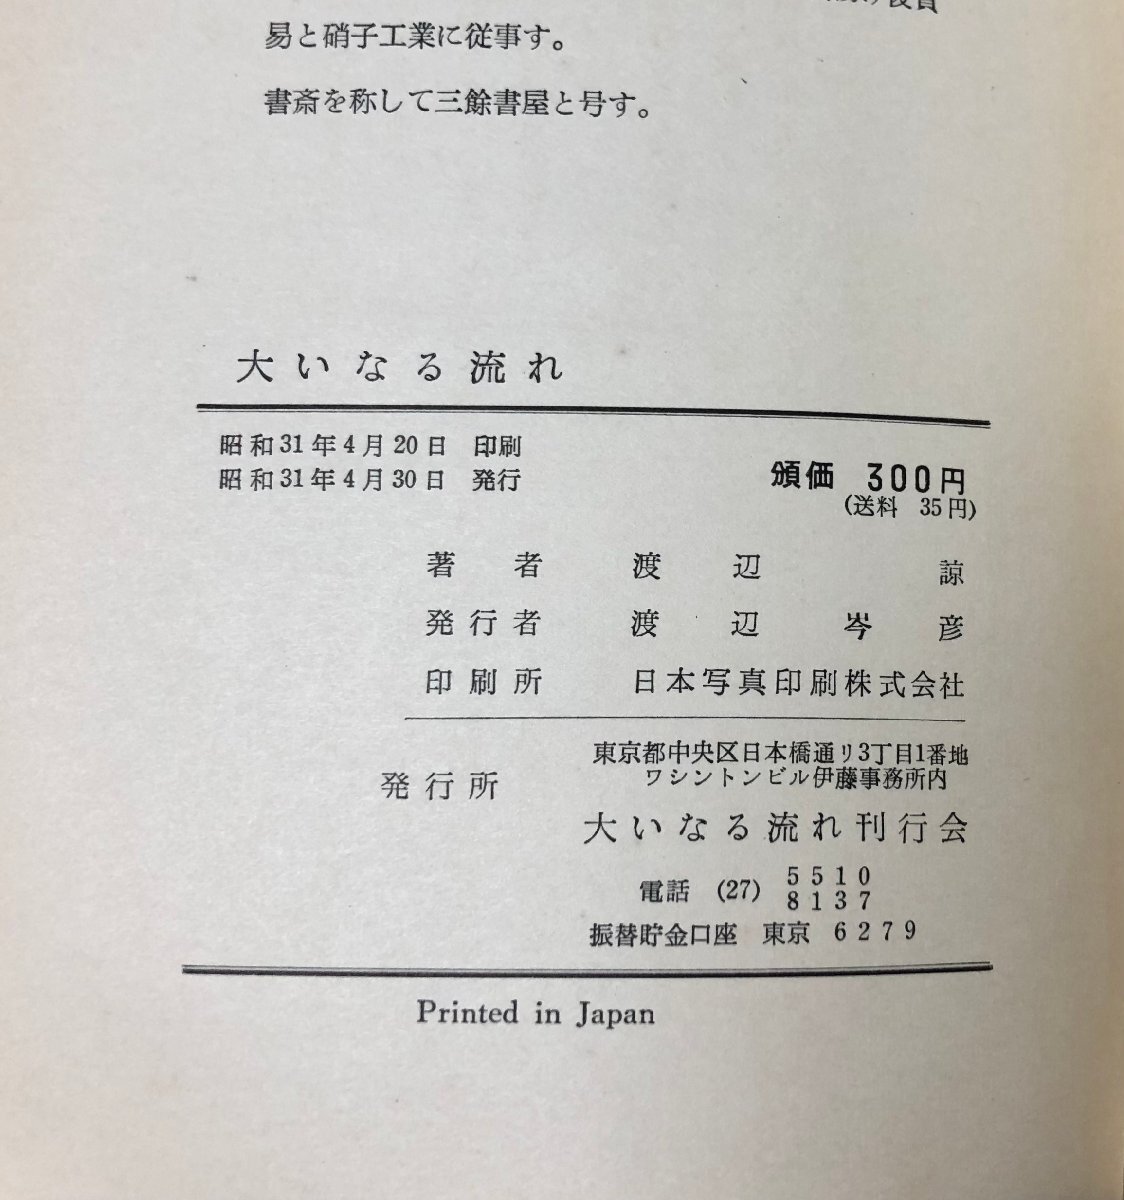 易と硝子工業に従事す。
書斎を称して三餘書屋と号す。
大いなる流れ
昭和31年4月20日 印刷
昭和31年4月30日 発行
頒価 300円
(送料 35円)
著者 渡辺 諒
発行者 渡辺岑彦
印刷所 日本写真印刷株式会社
東京都中央区日本橋通リ3丁目1番地
ワシントンビル伊藤事務所内
発行所
大いなる流れ刊行会
電話 (27) 5510
8137
振替貯金口座 東京 6279
Printed in Japan